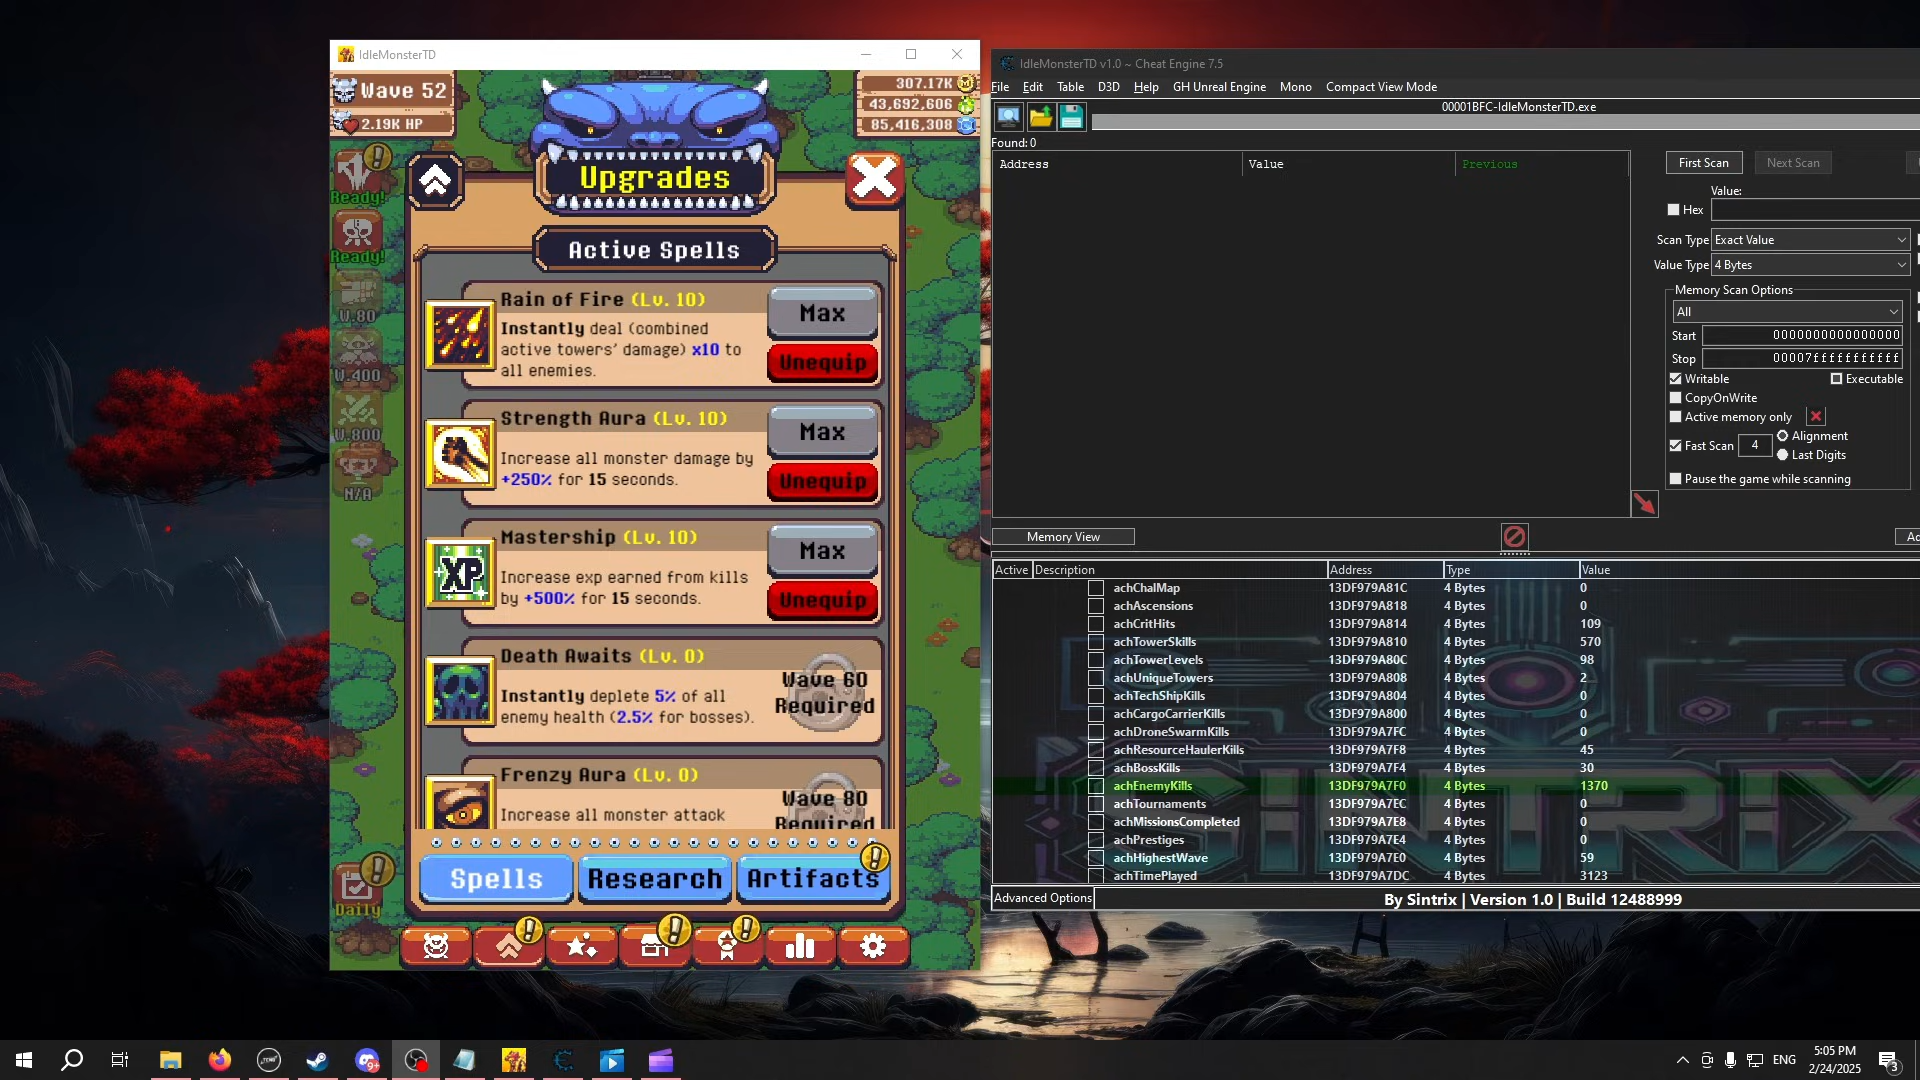 IdleMonsterTD
Wave 52
2.19K HP
307.17K
43,692,606
85,416,308
Ready!
Ready!
W.80
W.400
W.800
N/A
Daily
Upgrades
Active Spells
Rain of Fire (Lv. 10)
Instantly deal (combined
active towers' damage) x10 to
all enemies.
Max
Unequip
Strength Aura (Lv. 10)
Increase all monster damage by
+250% for 15 seconds.
Max
Unequip
XP
Mastership (Lv. 10)
Increase exp earned from kills
by +500% for 15 seconds.
Max
Unequip
Death Awaits (Lv. 0)
Instantly deplete 5% of all
enemy health (2.5% for bosses).
Wave 60
Required
Frenzy Aura (Lv. 0)
Increase all monster attack
Wave 80
Required
Spells
Research
Artifacts
IdleMonsterTD v1.0 ~ Cheat Engine 7.5
File Edit Table D3D Help GH Unreal Engine Mono Compact View Mode
00001BFC-IdleMonsterTD.exe
Found: 0
Address Value Previous
First Scan Next Scan
Value:
Hex
Scan Type Exact Value
Value Type 4 Bytes
Memory Scan Options
All
Start 0000000000000000
Stop 00007fffffffffff
Writable Executable
CopyOnWrite
Active memory only
Fast Scan 4 Alignment
Last Digits
Pause the game while scanning
Memory View
Active Description Address Type Value
achChalMap 13DF979A81C 4 Bytes 0
achAscensions 13DF979A818 4 Bytes 0
achCritHits 13DF979A814 4 Bytes 109
achTowerSkills 13DF979A810 4 Bytes 570
achTowerLevels 13DF979A80C 4 Bytes 98
achUniqueTowers 13DF979A808 4 Bytes 2
achTechShipKills 13DF979A804 4 Bytes 0
achCargoCarrierKills 13DF979A800 4 Bytes 0
achDroneSwarmKills 13DF979A7FC 4 Bytes 0
achResourceHaulerKills 13DF979A7F8 4 Bytes 45
achBossKills 13DF979A7F4 4 Bytes 30
achEnemyKills 13DF979A7F0 4 Bytes 1370
achTournaments 13DF979A7EC 4 Bytes 0
achMissionsCompleted 13DF979A7E8 4 Bytes 0
achPrestiges 13DF979A7E4 4 Bytes 0
achHighestWave 13DF979A7E0 4 Bytes 59
achTimePlayed 13DF979A7DC 4 Bytes 3123
SINTRIX
Advanced Options
By Sintrix | Version 1.0 | Build 12488999
9+
ENG
5:05 PM
2/24/2025
3